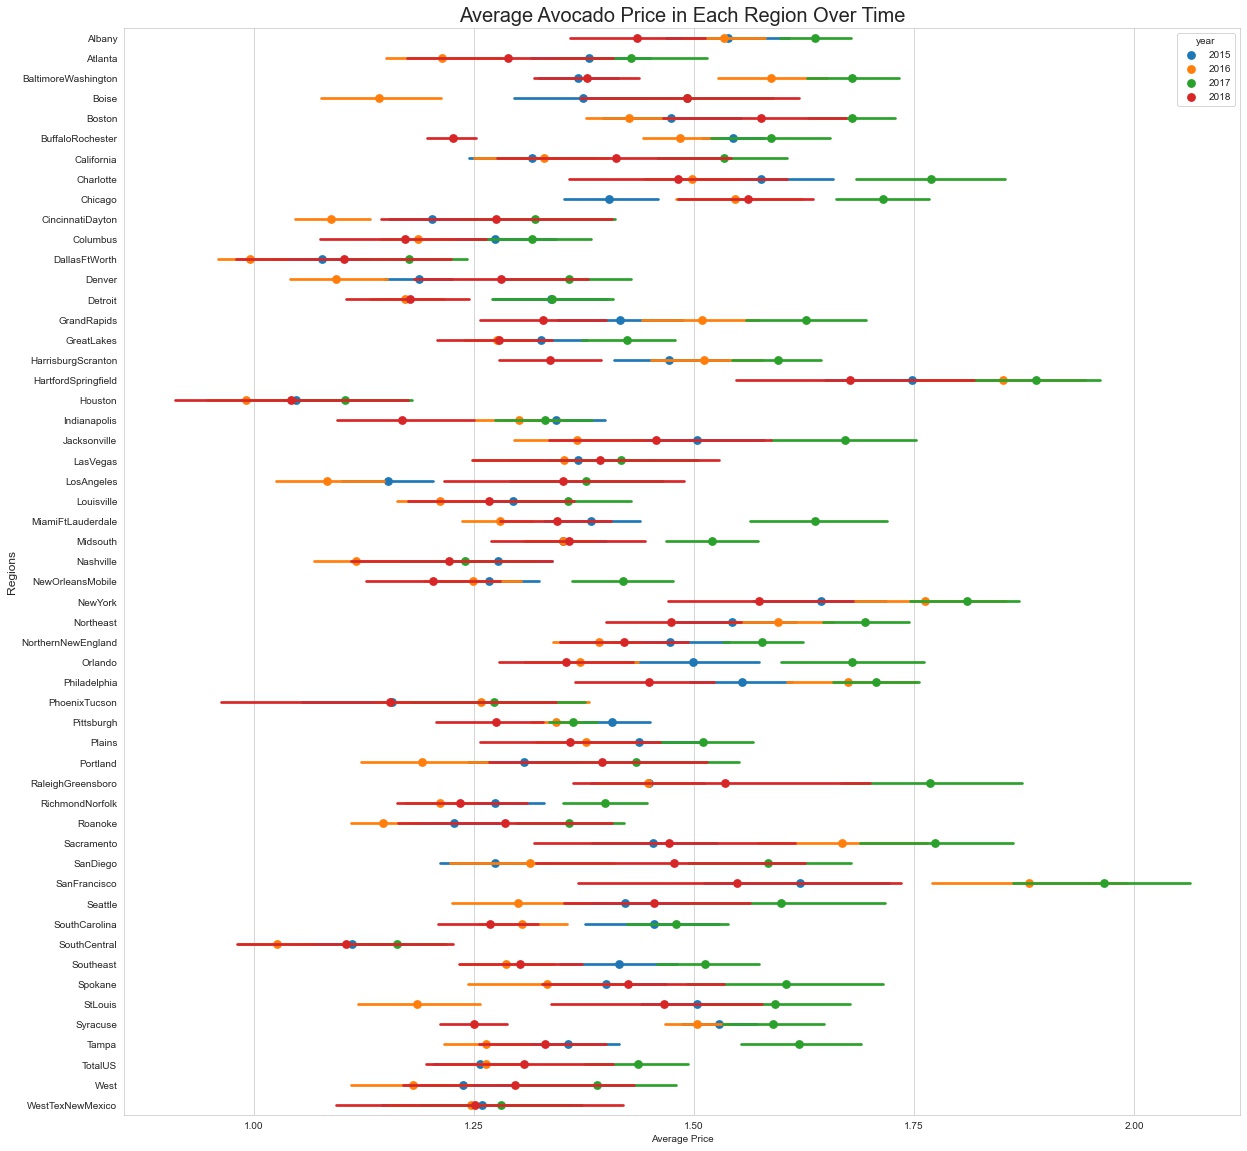 Average Avocado Price in Each Region Over Time
year
2015
2016
2017
2018
Regions
Albany
Atlanta
BaltimoreWashington
Boise
Boston
BuffaloRochester
California
Charlotte
Chicago
CincinnatiDayton
Columbus
DallasFtWorth
Denver
Detroit
GrandRapids
GreatLakes
HarrisburgScranton
HartfordSpringfield
Houston
Indianapolis
Jacksonville
LasVegas
LosAngeles
Louisville
MiamiFtLauderdale
Midsouth
Nashville
NewOrleansMobile
NewYork
Northeast
NorthernNewEngland
Orlando
Philadelphia
PhoenixTucson
Pittsburgh
Plains
Portland
RaleighGreensboro
RichmondNorfolk
Roanoke
Sacramento
SanDiego
SanFrancisco
Seattle
SouthCarolina
SouthCentral
Southeast
Spokane
StLouis
Syracuse
Tampa
TotalUS
West
WestTexNewMexico
1.00 1.25 1.50 1.75 2.00
Average Price